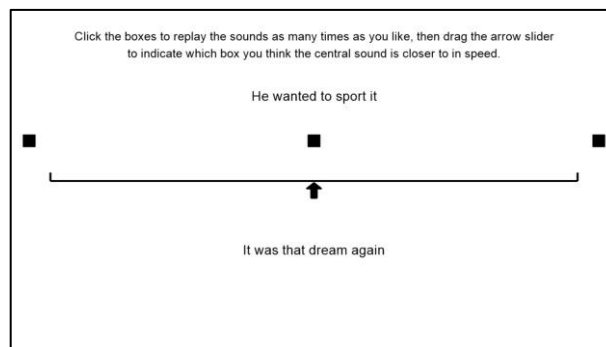 Click the boxes to replay the sounds as many times as you like, then drag the arrow slider
to indicate which box you think the central sound is closer to in speed.
He wanted to sport it
It was that dream again